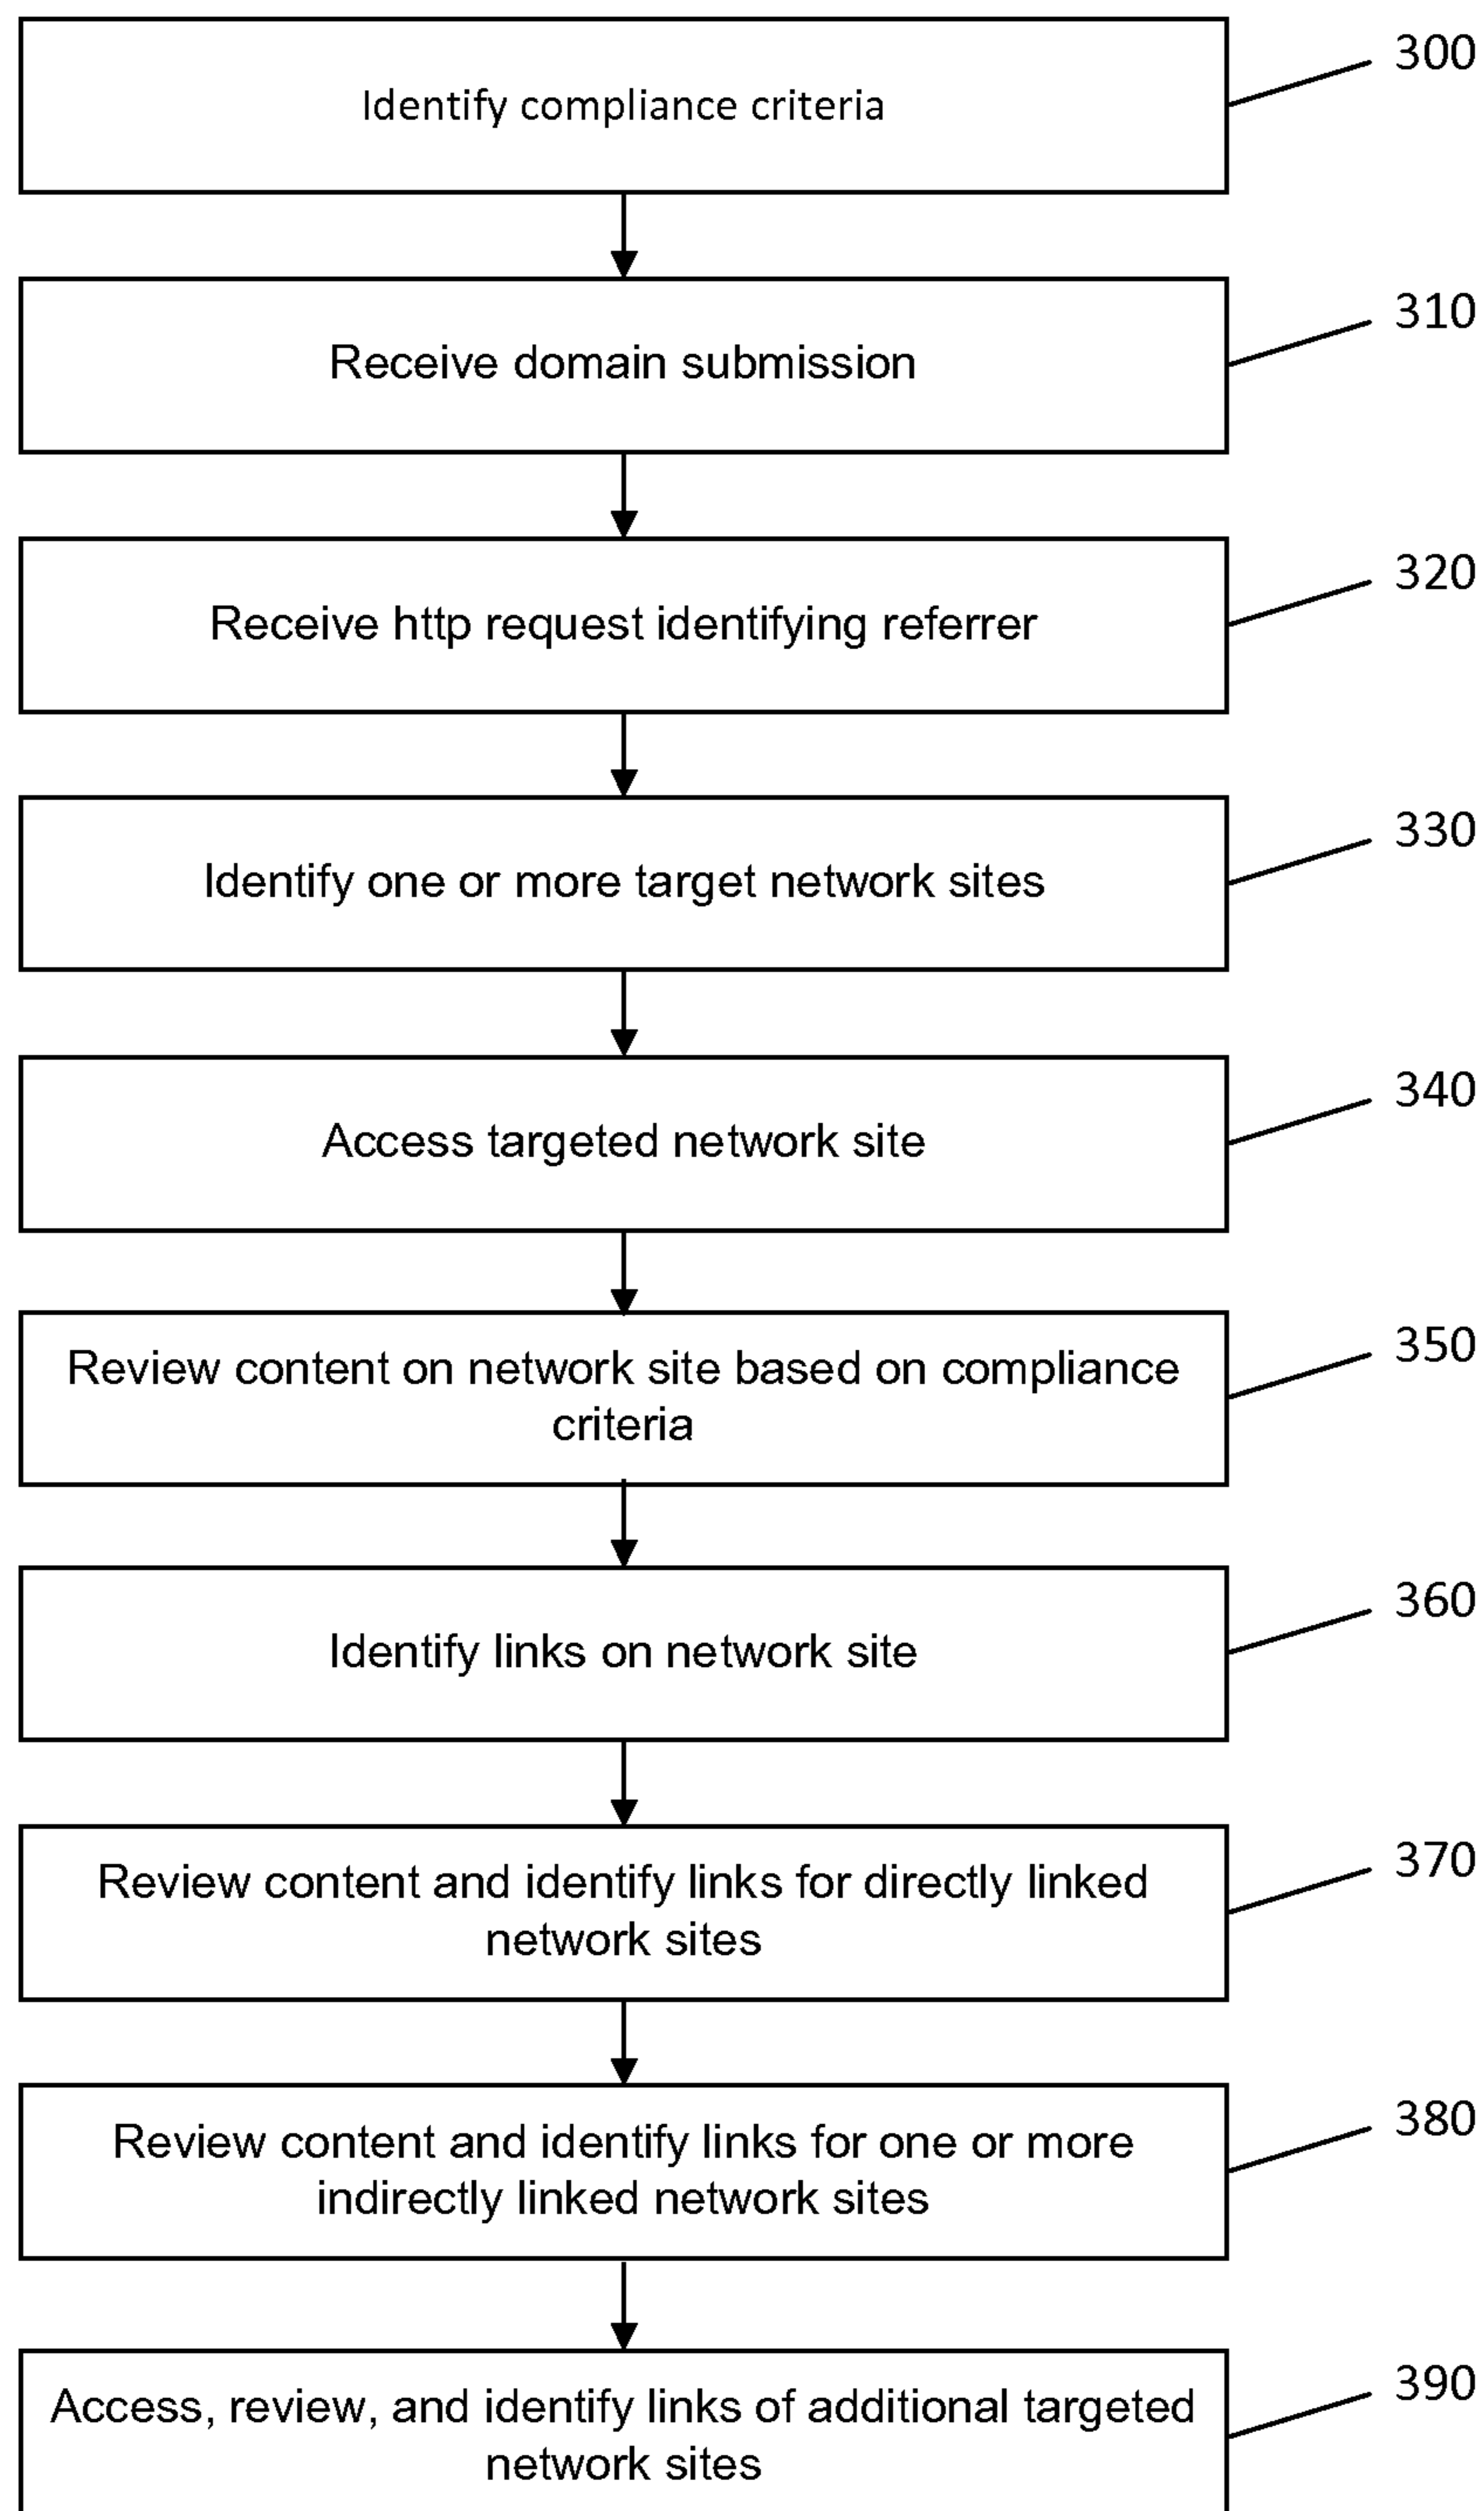 Identify compliance criteria
300
Receive domain submission
310
Receive http request identifying referrer
320
Identify one or more target network sites
330
Access targeted network site
340
Review content on network site based on compliance
criteria
350
Identify links on network site
360
Review content and identify links for directly linked
network sites
370
Review content and identify links for one or more
indirectly linked network sites
380
Access, review, and identify links of additional targeted
network sites
390